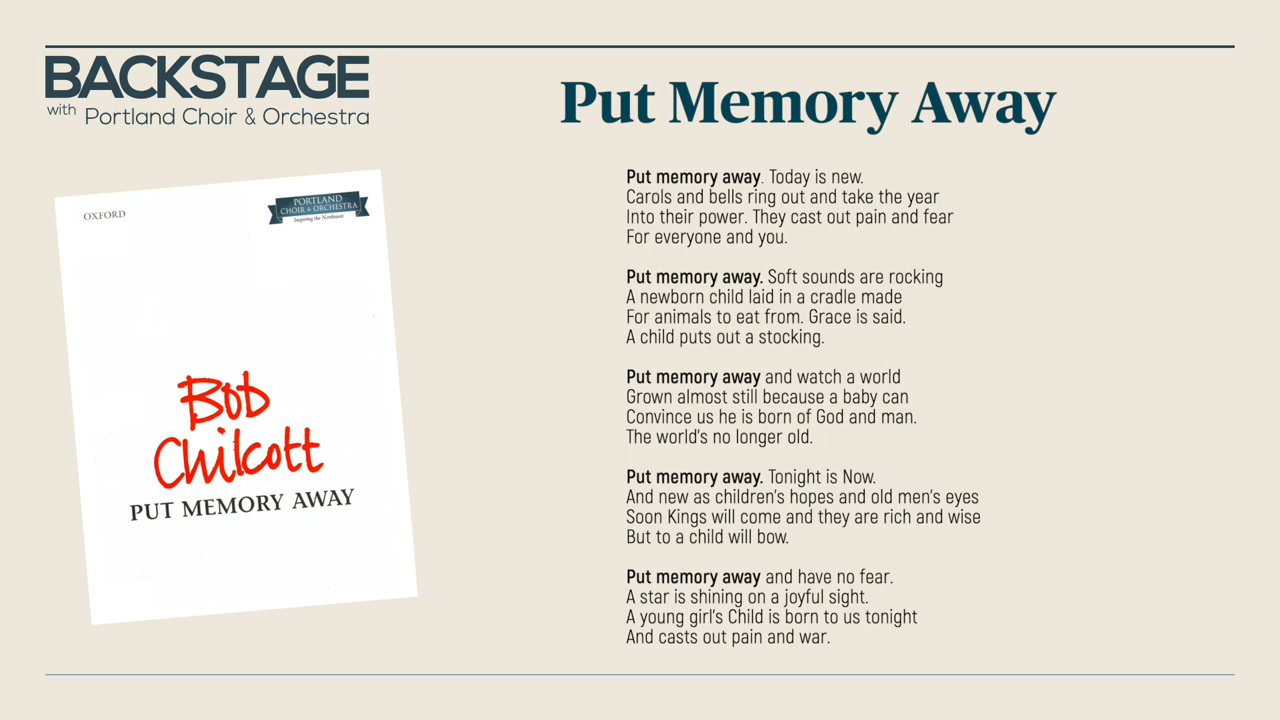 BACKSTAGE
with Portland Choir & Orchestra
Put Memory Away
OXFORD
PORTLAND
CHOIR & ORCHESTRA
Inspiring the Northwest
Bob
Chilcott
PUT MEMORY AWAY
Put memory away. Today is new.
Carols and bells ring out and take the year
Into their power. They cast out pain and fear
For everyone and you.
Put memory away. Soft sounds are rocking
A newborn child laid in a cradle made
For animals to eat from. Grace is said.
A child puts out a stocking.
Put memory away and watch a world
Grown almost still because a baby can
Convince us he is born of God and man.
The world's no longer old.
Put memory away. Tonight is Now.
And new as children's hopes and old men's eyes
Soon Kings will come and they are rich and wise
But to a child will bow.
Put memory away and have no fear.
A star is shining on a joyful sight.
A young girl's Child is born to us tonight
And casts out pain and war.